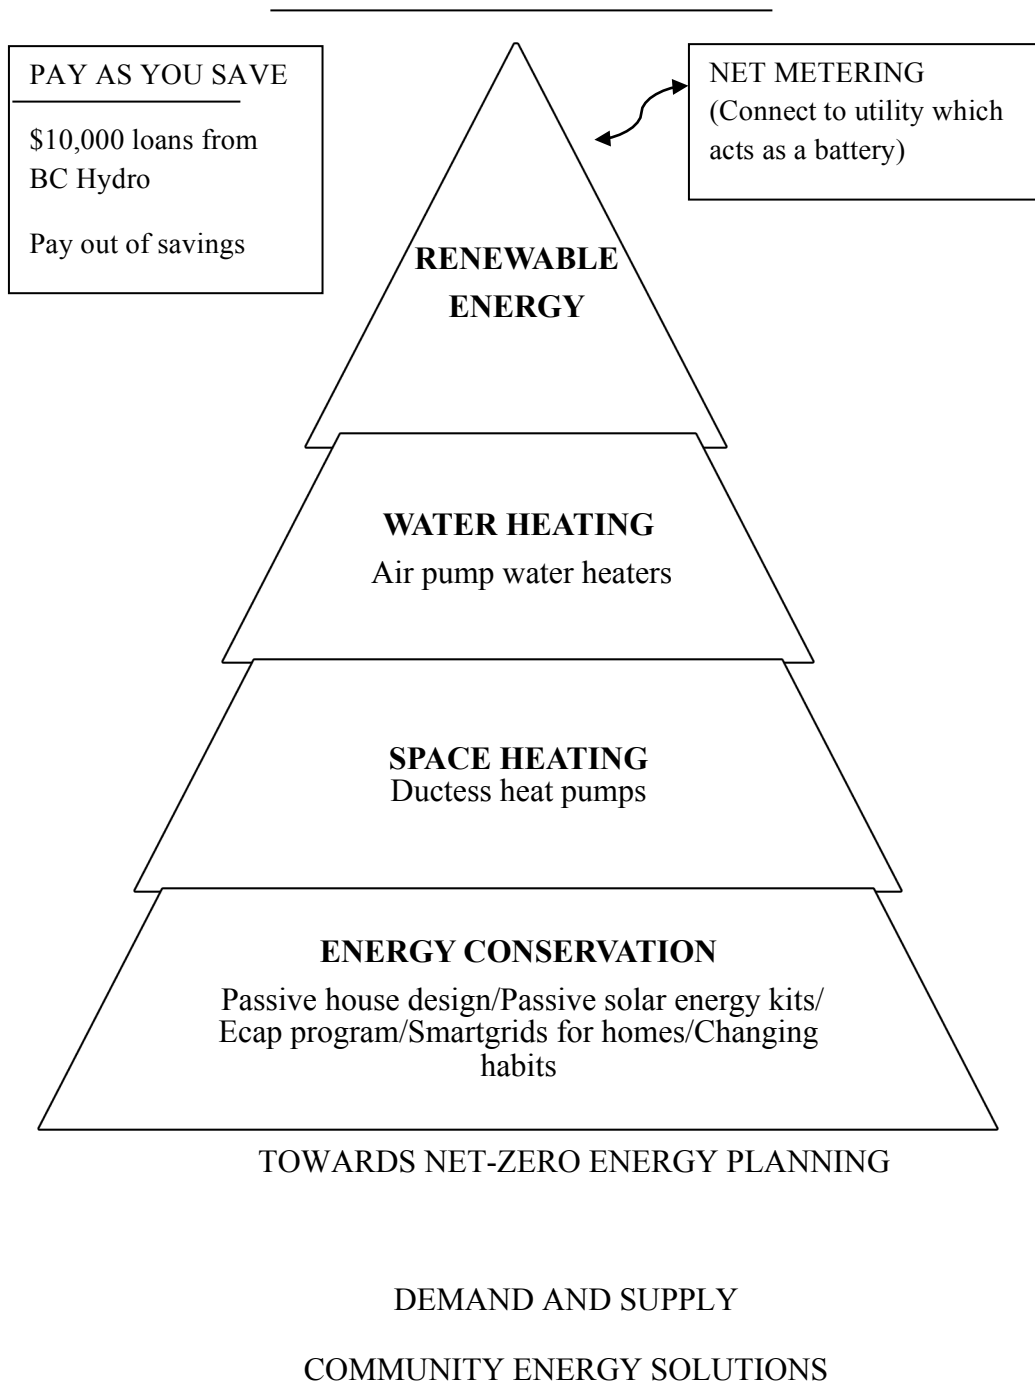 PAY AS YOU SAVE
$10,000 loans from
BC Hydro
Pay out of savings
NET METERING
(Connect to utility which
acts as a battery)
RENEWABLE
ENERGY
WATER HEATING
Air pump water heaters
SPACE HEATING
Ductess heat pumps
ENERGY CONSERVATION
Passive house design/Passive solar energy kits/
Ecap program/Smartgrids for homes/Changing
habits
TOWARDS NET-ZERO ENERGY PLANNING
DEMAND AND SUPPLY
COMMUNITY ENERGY SOLUTIONS